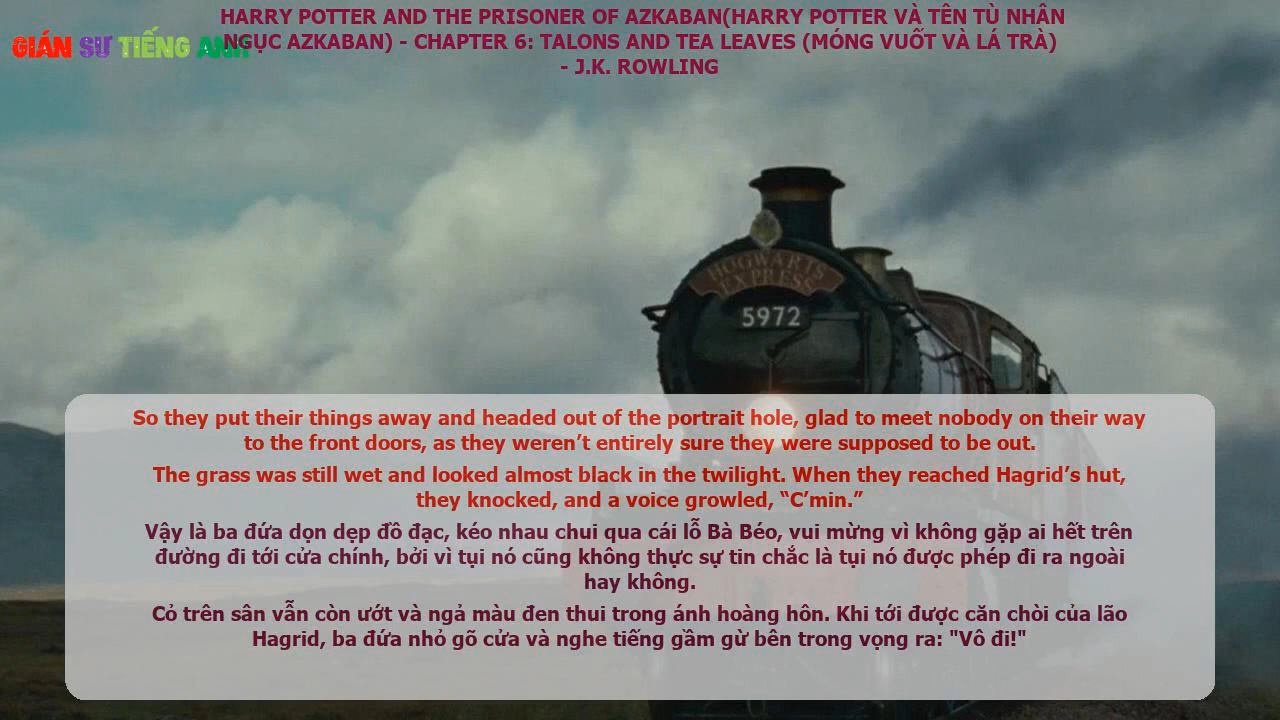 HARRY POTTER AND THE PRISONER OF AZKABAN(HARRY POTTER VÀ TÊN TÙ NHÂN
NGỤC AZKABAN) - CHAPTER 6: TALONS AND TEA LEAVES (MÓNG VUỐT VÀ LÁ TRÀ)
- J.K. ROWLING
GIÁN SƯ TIẾNG ANH
HOGWARTS
EXPRESS
5972
So they put their things away and headed out of the portrait hole, glad to meet nobody on their way
to the front doors, as they weren’t entirely sure they were supposed to be out.
The grass was still wet and looked almost black in the twilight. When they reached Hagrid’s hut,
they knocked, and a voice growled, “C’min.”
Vậy là ba đứa dọn dẹp đồ đạc, kéo nhau chui qua cái lỗ Bà Béo, vui mừng vì không gặp ai hết trên
đường đi tới cửa chính, bởi vì tụi nó cũng không thực sự tin chắc là tụi nó được phép đi ra ngoài
hay không.
Cỏ trên sân vẫn còn ướt và ngả màu đen thui trong ánh hoàng hôn. Khi tới được căn chòi của lão
Hagrid, ba đứa nhỏ gõ cửa và nghe tiếng gầm gừ bên trong vọng ra: "Vô đi!"